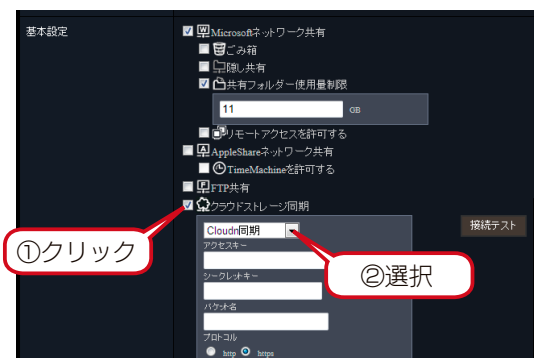 基本設定
Microsoftネットワーク共有
ごみ箱
隠し共有
共有フォルダー使用量制限
11 GB
リモートアクセスを許可する
AppleShareネットワーク共有
TimeMachineを許可する
FTP共有
クラウドストレージ同期
Cloudn同期 接続テスト
①クリック
アクセスキー
②選択
シークレットキー
バケット名
プロトコル
http https